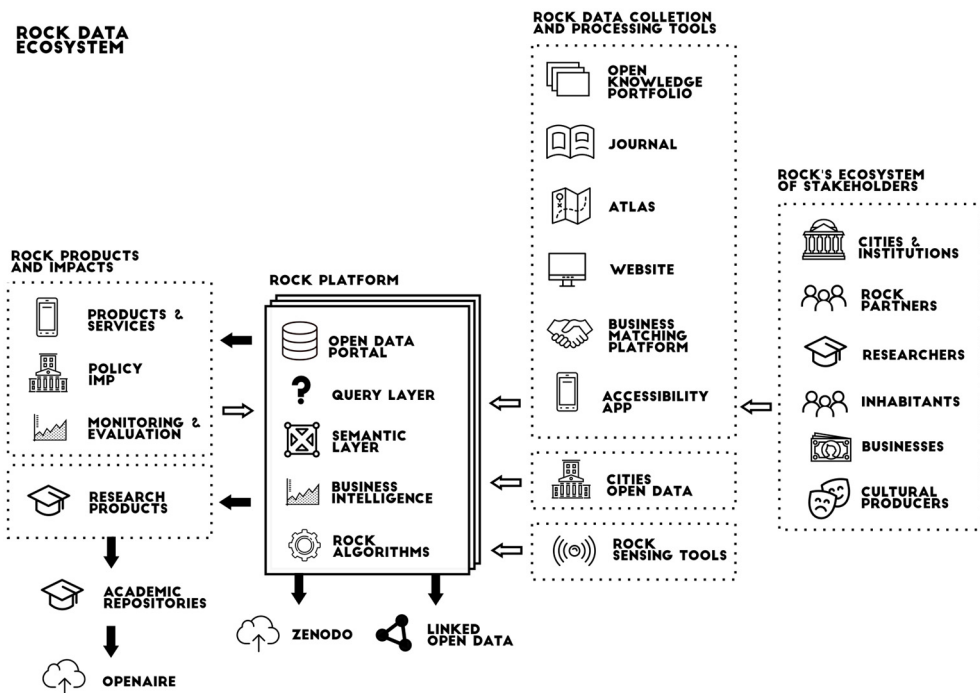 ROCK DATA
ECOSYSTEM
ROCK DATA COLLETION
AND PROCESSING TOOLS
OPEN
KNOWLEDGE
PORTFOLIO
JOURNAL
ATLAS
WEBSITE
BUSINESS
MATCHING
PLATFORM
ACCESSIBILITY
APP
CITIES
OPEN DATA
ROCK
SENSING TOOLS
ROCK'S ECOSYSTEM
OF STAKEHOLDERS
CITIES &
INSTITUTIONS
ROCK
PARTNERS
RESEARCHERS
INHABITANTS
BUSINESSES
CULTURAL
PRODUCERS
ROCK PLATFORM
OPEN DATA
PORTAL
QUERY LAYER
SEMANTIC
LAYER
BUSINESS
INTELLIGENCE
ROCK
ALGORITHMS
ZENODO
LINKED
OPEN DATA
ROCK PRODUCTS
AND IMPACTS
PRODUCTS &
SERVICES
POLICY
IMP
MONITORING &
EVALUATION
RESEARCH
PRODUCTS
ACADEMIC
REPOSITORIES
OPENAIRE